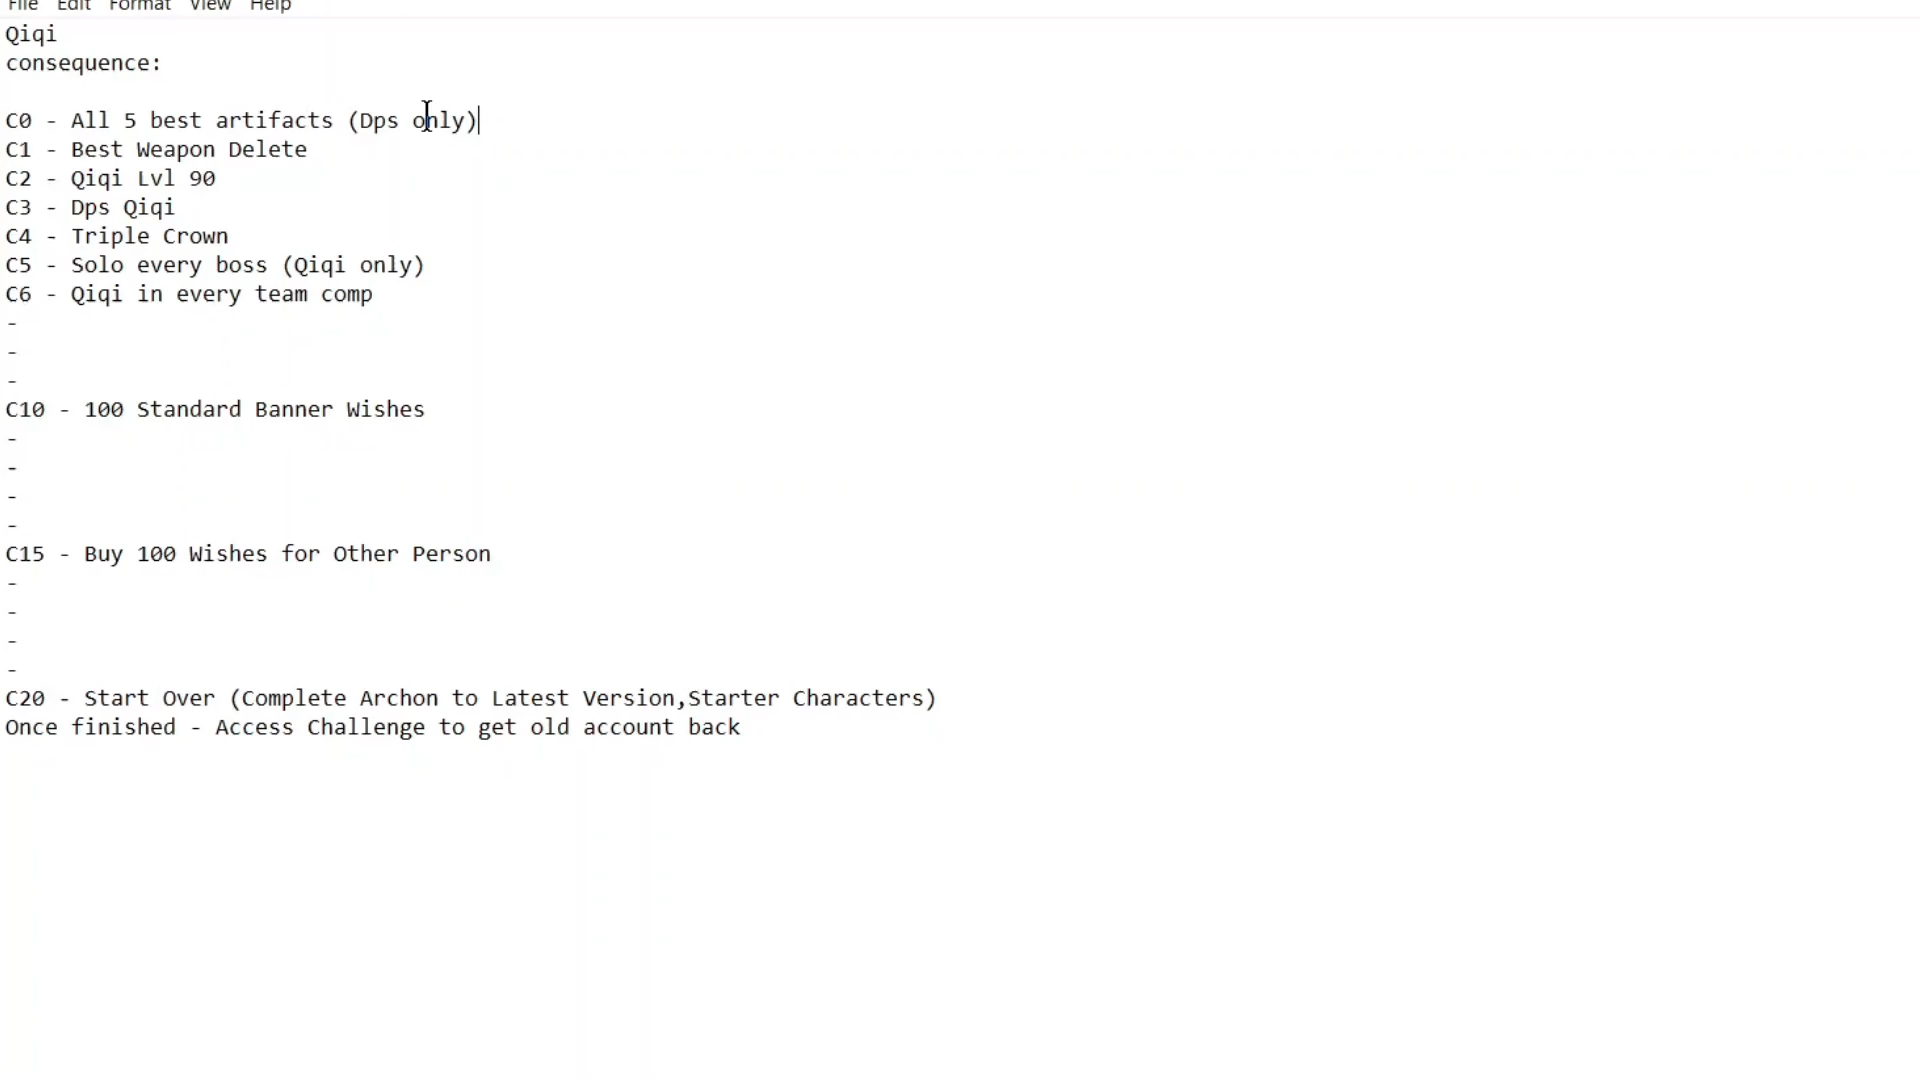 File Edit Format View Help
Qiqi
consequence:
C0 - All 5 best artifacts (Dps only)
C1 - Best Weapon Delete
C2 - Qiqi Lvl 90
C3 - Dps Qiqi
C4 - Triple Crown
C5 - Solo every boss (Qiqi only)
C6 - Qiqi in every team comp
-
-
-
C10 - 100 Standard Banner Wishes
-
-
-
-
C15 - Buy 100 Wishes for Other Person
-
-
-
-
C20 - Start Over (Complete Archon to Latest Version,Starter Characters)
Once finished - Access Challenge to get old account back